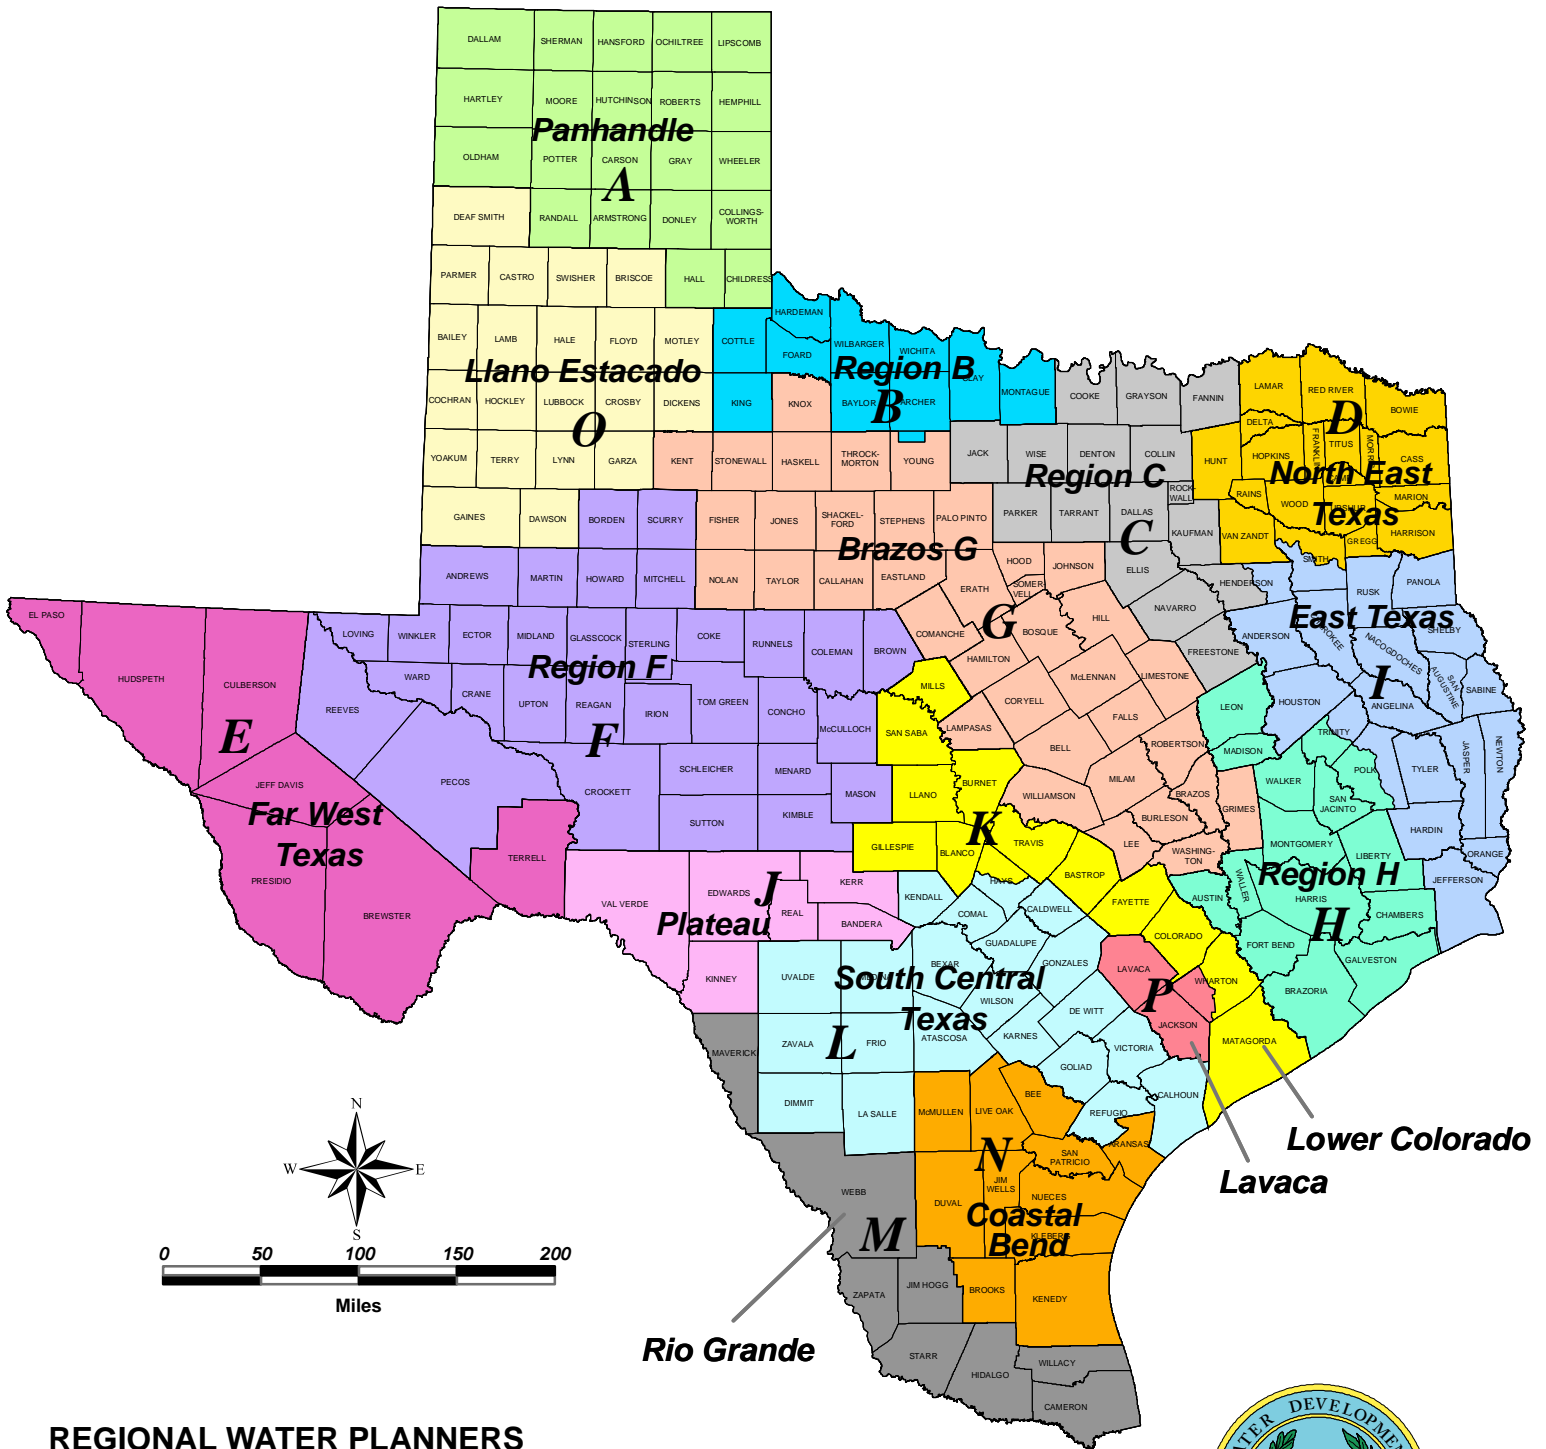 DALLAM SHERMAN HANSFORD OCHILTREE LIPSCOMB
HARTLEY MOORE HUTCHINSON ROBERTS HEMPHILL
Panhandle
OLDHAM POTTER CARSON GRAY WHEELER
A
DEAF SMITH RANDALL ARMSTRONG DONLEY COLLINGS-
WORTH
PARMER CASTRO SWISHER BRISCOE HALL CHILDRESS
HARDEMAN
BAILEY LAMB HALE FLOYD MOTLEY COTTLE FOARD WILBARGER WICHITA
Llano Estacado Region B
CLAY MONTAGUE COOKE GRAYSON FANNIN LAMAR RED RIVER BOWIE
COCHRAN HOCKLEY LUBBOCK CROSBY DICKENS KING KNOX BAYLOR ARCHER
O B D
DELTA FRANKLIN TITUS CASS
YOAKUM TERRY LYNN GARZA KENT STONEWALL HASKELL THROCK-
MORTON YOUNG JACK WISE DENTON COLLIN HUNT HOPKINS
Region C North East
Texas
ROCK-
WALL RAINS WOOD UPSHUR MARION
GAINES DAWSON BORDEN SCURRY FISHER JONES SHACKEL-
FORD STEPHENS PALO PINTO PARKER TARRANT DALLAS KAUFMAN VAN ZANDT GREGG HARRISON
Brazos G C
ANDREWS MARTIN HOWARD MITCHELL NOLAN TAYLOR CALLAHAN EASTLAND ERATH HOOD JOHNSON ELLIS SMITH
SOMER-
VELL HENDERSON RUSK PANOLA
EL PASO LOVING WINKLER ECTOR MIDLAND GLASSCOCK STERLING COKE RUNNELS COLEMAN BROWN COMANCHE BOSQUE HILL NAVARRO
G East Texas
ANDERSON NACOGDOCHES SHELBY
Region F
HUDSPETH CULBERSON REEVES WARD CRANE UPTON REAGAN IRION TOM GREEN CONCHO McCULLOCH MILLS HAMILTON McLENNAN LIMESTONE FREESTONE
SAN
AUGUSTINE SABINE
E F I
SAN SABA LAMPASAS CORYELL FALLS LEON HOUSTON ANGELINA
BELL ROBERTSON MADISON TRINITY JASPER NEWTON
JEFF DAVIS PECOS CROCKETT SCHLEICHER MENARD MASON LLANO BURNET MILAM WALKER POLK TYLER
Far West
Texas
SUTTON KIMBLE WILLIAMSON BRAZOS GRIMES SAN
JACINTO HARDIN
K
PRESIDIO BREWSTER TERRELL GILLESPIE BLANCO TRAVIS BURLESON LEE WASHING-
TON MONTGOMERY LIBERTY ORANGE
VAL VERDE EDWARDS KERR REAL BANDERA KENDALL HAYS BASTROP FAYETTE AUSTIN WALLER HARRIS JEFFERSON
J Region H
Plateau
COMAL CALDWELL CHAMBERS
H
KINNEY UVALDE BEXAR GUADALUPE GONZALES COLORADO FORT BEND GALVESTON
South Central
Texas
LAVACA WHARTON BRAZORIA
P
WILSON DE WITT JACKSON
MAVERICK ZAVALA FRIO ATASCOSA KARNES VICTORIA MATAGORDA
L
GOLIAD
DIMMIT LA SALLE McMULLEN LIVE OAK BEE REFUGIO CALHOUN
ARANSAS Lower Colorado
N SAN
PATRICIO
Lavaca
WEBB DUVAL JIM
WELLS NUECES
M Coastal
Bend
KLEBERG
ZAPATA JIM HOGG BROOKS KENEDY
Rio Grande
STARR HIDALGO WILLACY
CAMERON
N
W E
S
0 50 100 150 200
Miles
REGIONAL WATER PLANNERS